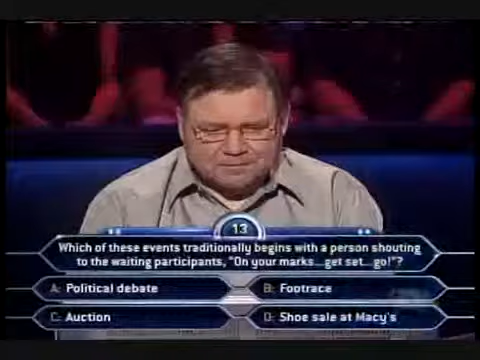 13
Which of these events traditionally begins with a person shouting
to the waiting participants, "On your marks...get set...go!"?
A: Political debate
B: Footrace
C: Auction
D: Shoe sale at Macy's